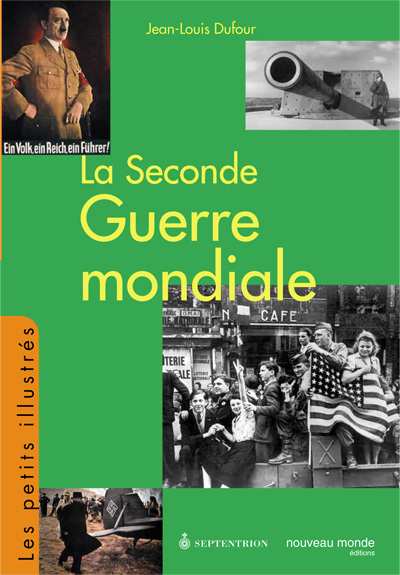 Jean-Louis Dufour
Ein Volk, ein Reich, ein Führer!
La Seconde
Guerre
mondiale
CAFE
Les petits illustrés
SEPTENTRION
nouveau monde
éditions